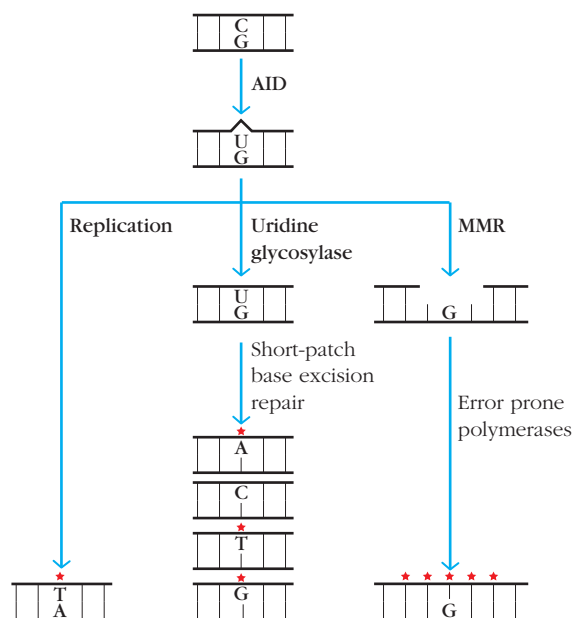 C
G
AID
U
G
Replication
Uridine
glycosylase
MMR
U
G
G
Short-patch
base excision
repair
Error prone
polymerases
A
C
T
G
T
A
G